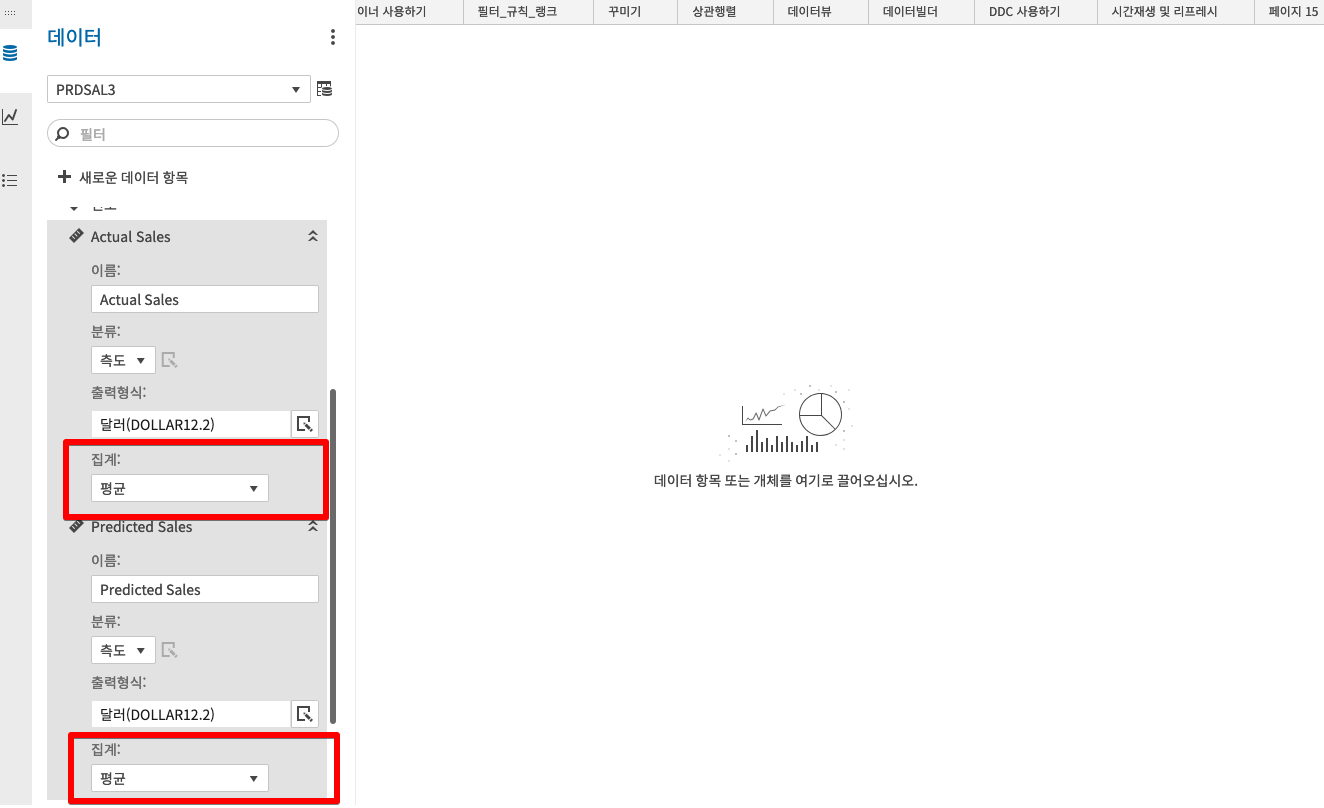 이너 사용하기
필터_규칙_랭크
꾸미기
상관행렬
데이터뷰
데이터빌더
DDC 사용하기
시간재생 및 리프레시
페이지 15
데이터
PRDSAL3
필터
새로운 데이터 항목
Actual Sales
이름:
Actual Sales
분류:
측도
출력형식:
달러(DOLLAR12.2)
집계:
평균
Predicted Sales
이름:
Predicted Sales
분류:
측도
출력형식:
달러(DOLLAR12.2)
집계:
평균
데이터 항목 또는 개체를 여기로 끌어오십시오.